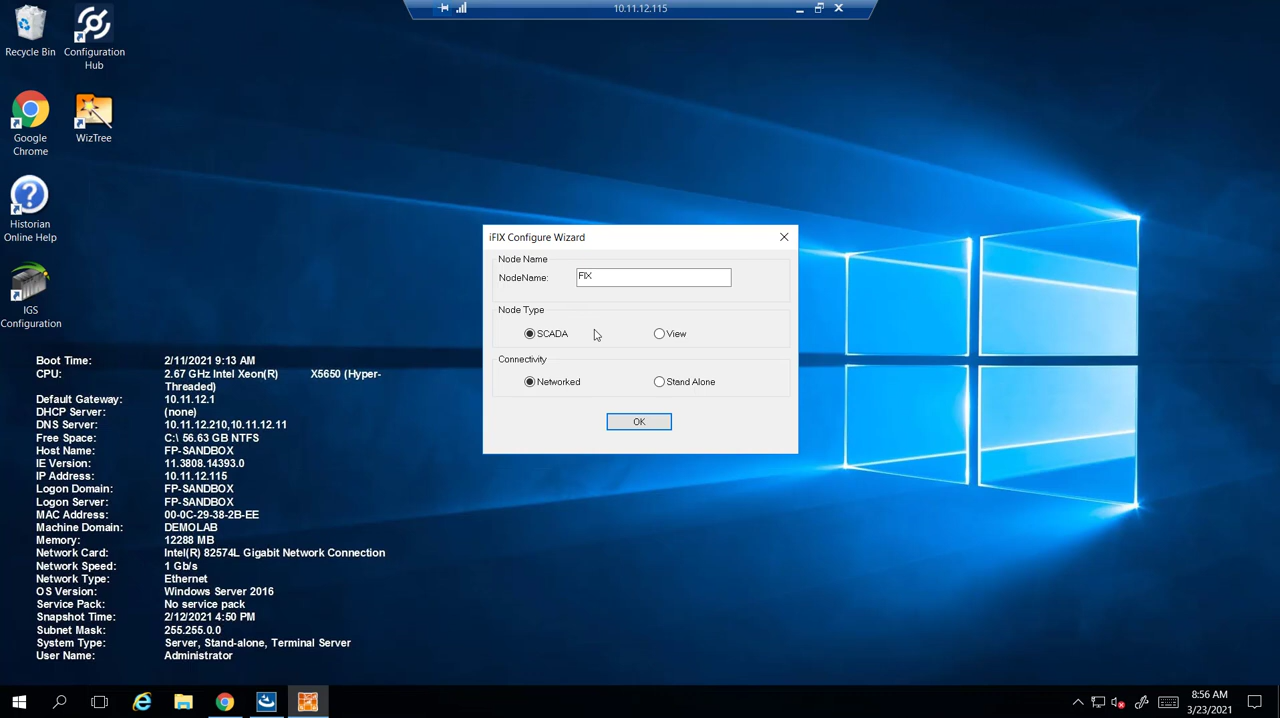 10.11.12.115
Recycle Bin
Configuration
Hub
Google
Chrome
WizTree
Historian
Online Help
IGS
Configuration
iFIX Configure Wizard
Node Name
NodeName:
FIX
Node Type
SCADA
View
Connectivity
Networked
Stand Alone
OK
Boot Time: 2/11/2021 9:13 AM
CPU: 2.67 GHz Intel Xeon(R) X5650 (Hyper-
Threaded)
Default Gateway: 10.11.12.1
DHCP Server: (none)
DNS Server: 10.11.12.210,10.11.12.11
Free Space: C:\ 56.63 GB NTFS
Host Name: FP-SANDBOX
IE Version: 11.3808.14393.0
IP Address: 10.11.12.115
Logon Domain: FP-SANDBOX
Logon Server: FP-SANDBOX
MAC Address: 00-0C-29-38-2B-EE
Machine Domain: DEMOLAB
Memory: 12288 MB
Network Card: Intel(R) 82574L Gigabit Network Connection
Network Speed: 1 Gb/s
Network Type: Ethernet
OS Version: Windows Server 2016
Service Pack: No service pack
Snapshot Time: 2/12/2021 4:50 PM
Subnet Mask: 255.255.0.0
System Type: Server, Stand-alone, Terminal Server
User Name: Administrator
8:56 AM
3/23/2021